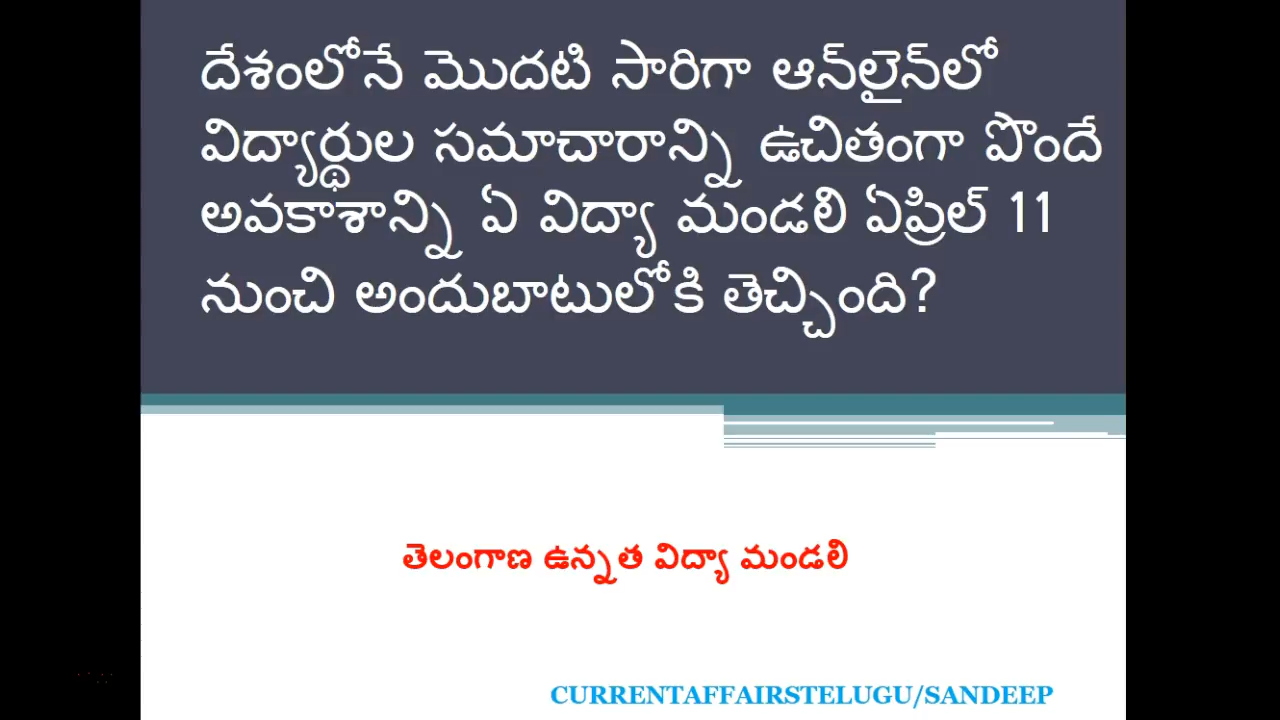 దేశంలోనే మొదటి సారిగా ఆన్‌లైన్‌లో
విద్యార్థుల సమాచారాన్ని ఉచితంగా పొందే
అవకాశాన్ని ఏ విద్యా మండలి ఏప్రిల్ 11
నుంచి అందుబాటులోకి తెచ్చింది?
తెలంగాణ ఉన్నత విద్యా మండలి
CURRENTAFFAIRSTELUGU/SANDEEP